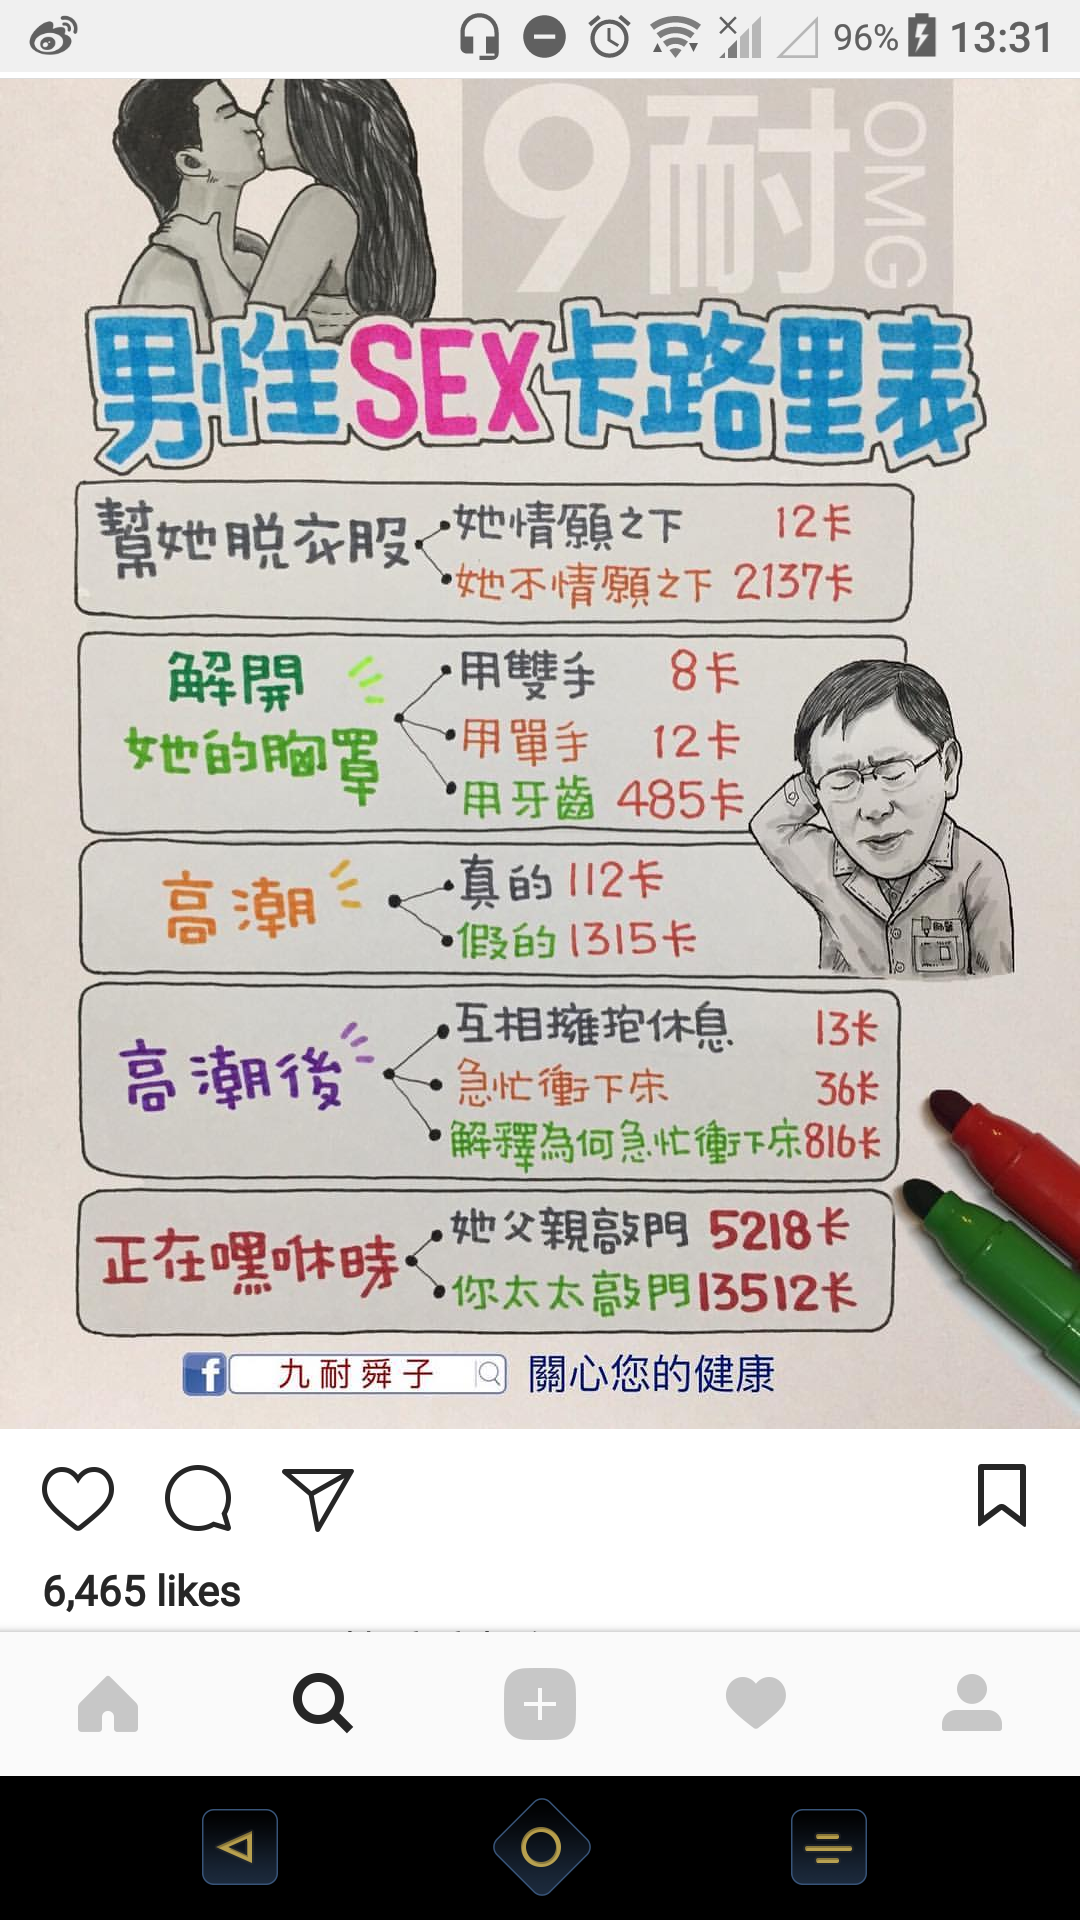 96% 13:31
9耐 OMG
男性SEX卡路里表
幫她脱衣服
她情願之下 12卡
她不情願之下 2137卡
解開
她的胸罩
用雙手 8卡
用單手 12卡
用牙齒 485卡
高潮
真的 112卡
假的 1315卡
高潮後
互相擁抱休息 13卡
急忙衝下床 36卡
解釋為何急忙衝下床 816卡
正在嘿咻時
她父親敲門 5218卡
你太太敲門 13512卡
f 九耐舜子 關心您的健康
6,465 likes